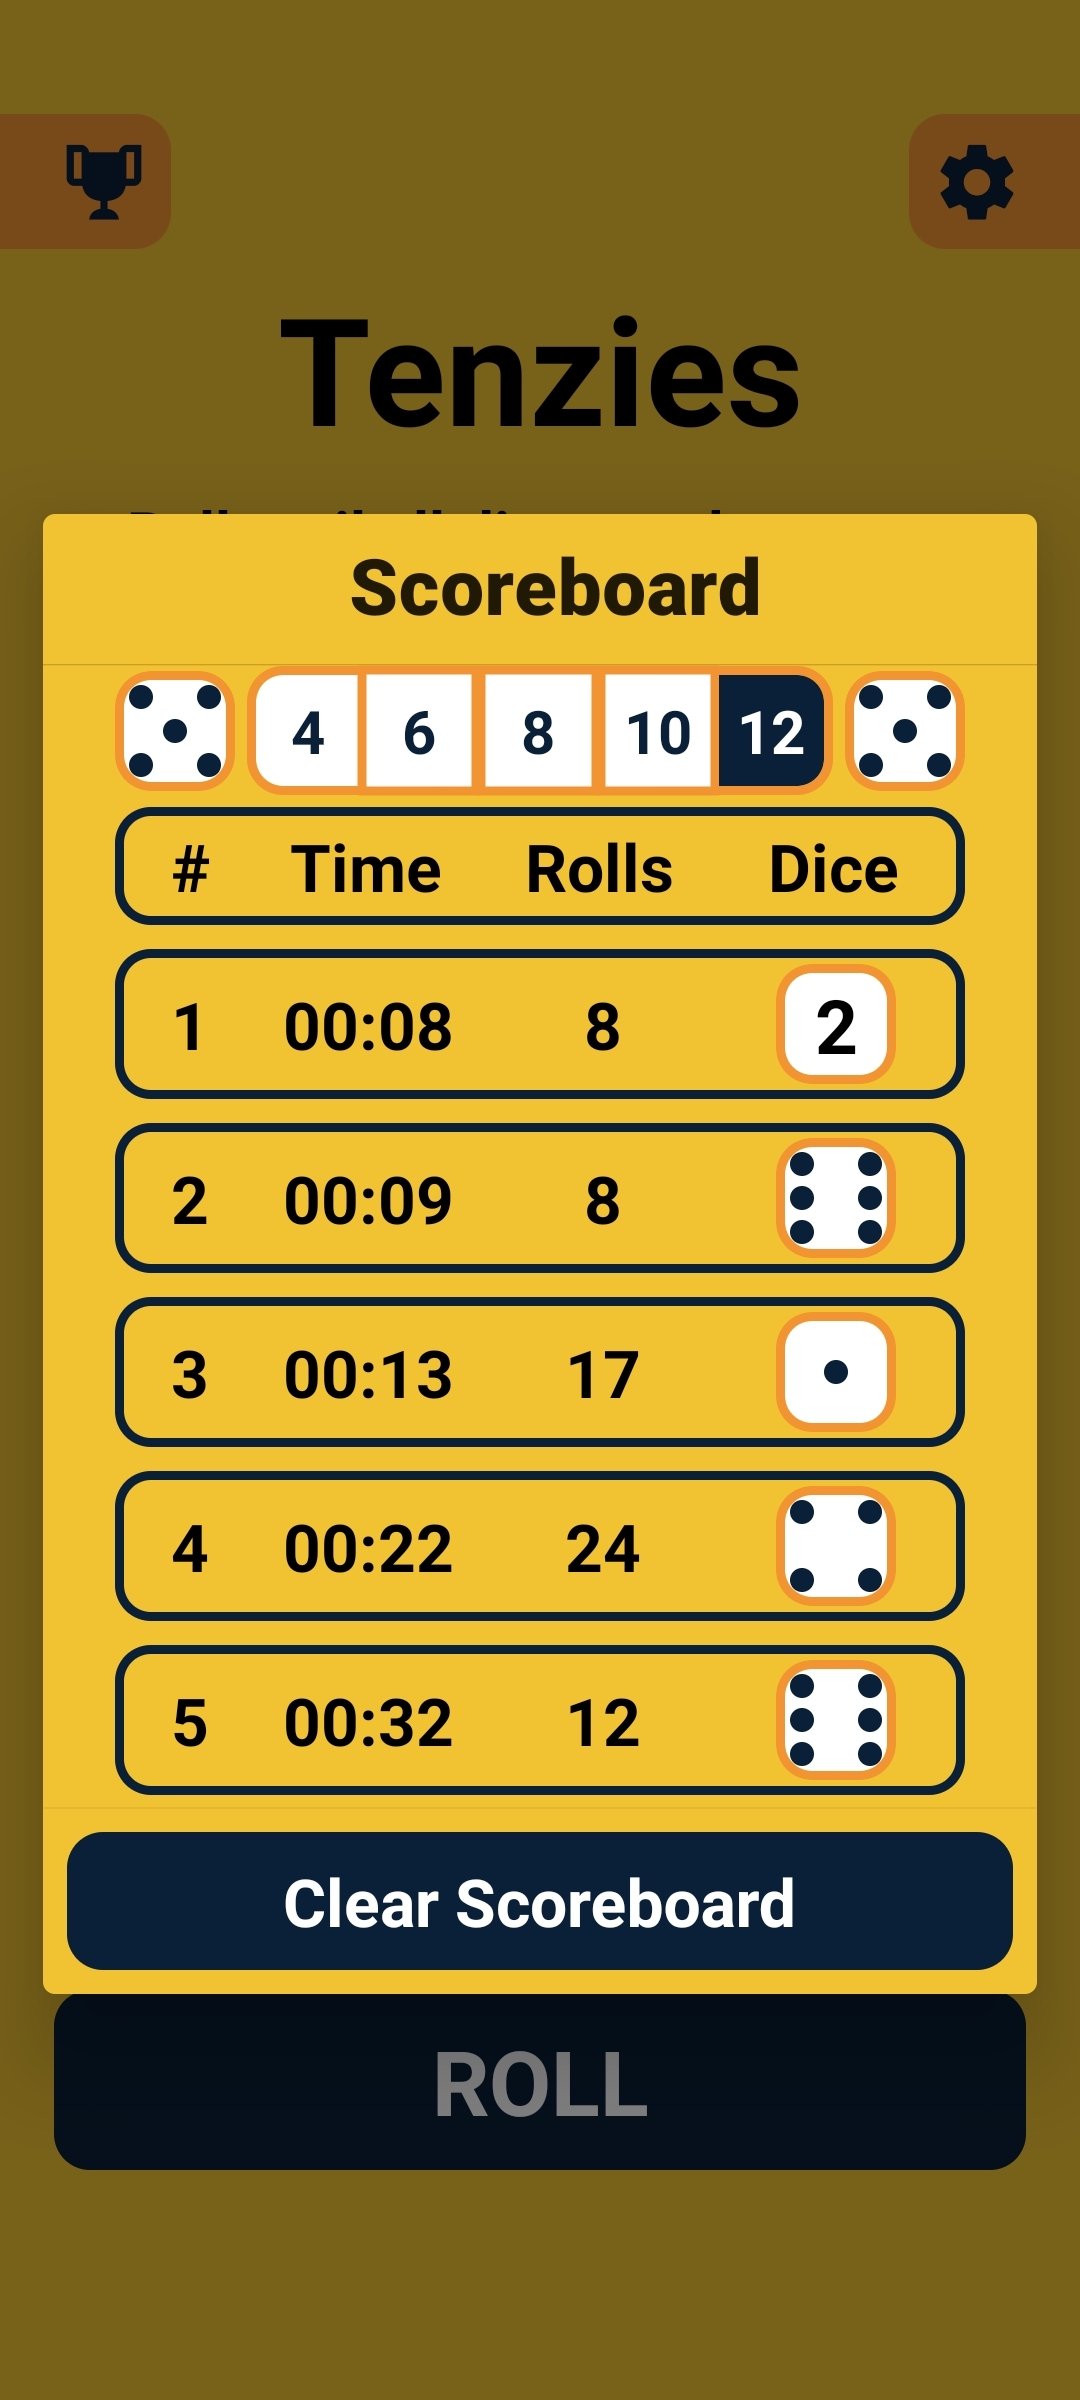 Tenzies
Scoreboard
4 6 8 10 12
# Time Rolls Dice
1 00:08 8 2
2 00:09 8
3 00:13 17
4 00:22 24
5 00:32 12
Clear Scoreboard
ROLL